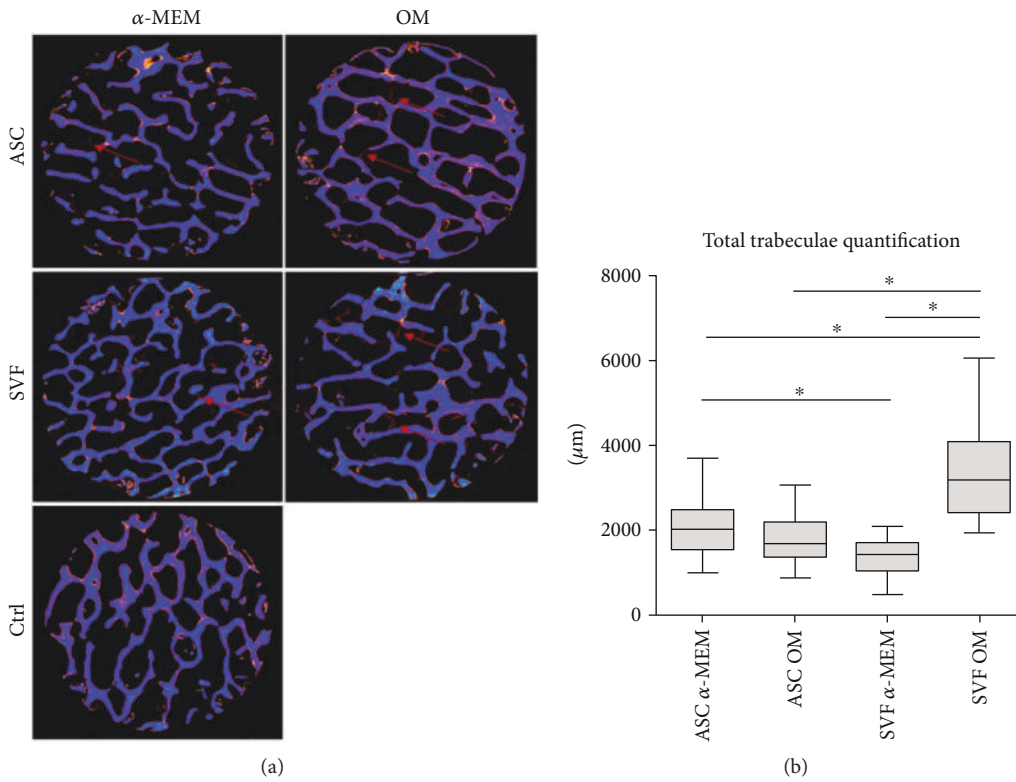 α-MEM
OM
ASC
SVF
Ctrl
(a)
Total trabeculae quantification
8000
6000
4000
2000
0
(μm)
*
*
*
*
ASC α-MEM
ASC OM
SVF α-MEM
SVF OM
(b)